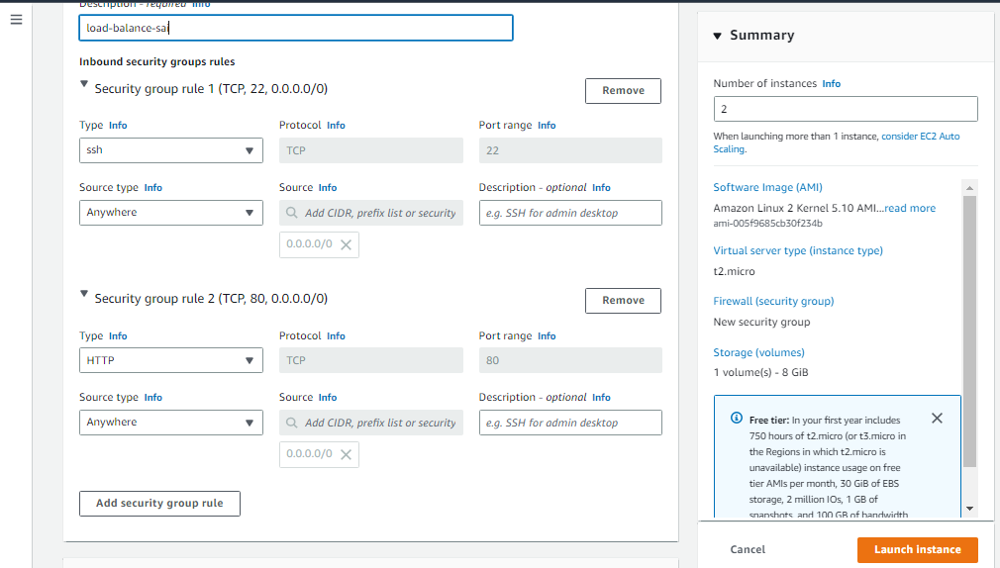 Description - required Info
load-balance-sai
Inbound security groups rules
Security group rule 1 (TCP, 22, 0.0.0.0/0)
Remove
Type Info
Protocol Info
Port range Info
ssh
TCP
22
Source type Info
Source Info
Description - optional Info
Anywhere
Add CIDR, prefix list or security
e.g. SSH for admin desktop
0.0.0.0/0
Security group rule 2 (TCP, 80, 0.0.0.0/0)
Remove
Type Info
Protocol Info
Port range Info
HTTP
TCP
80
Source type Info
Source Info
Description - optional Info
Anywhere
Add CIDR, prefix list or security
e.g. SSH for admin desktop
0.0.0.0/0
Add security group rule
Summary
Number of instances Info
2
When launching more than 1 instance, consider EC2 Auto
Scaling.
Software Image (AMI)
Amazon Linux 2 Kernel 5.10 AMI...read more
ami-005f9685cb30f234b
Virtual server type (instance type)
t2.micro
Firewall (security group)
New security group
Storage (volumes)
1 volume(s) - 8 GiB
Free tier: In your first year includes
750 hours of t2.micro (or t3.micro in
the Regions in which t2.micro is
unavailable) instance usage on free
tier AMIs per month, 30 GiB of EBS
storage, 2 million IOs, 1 GB of
snapshots, and 100 GB of bandwidth
Cancel
Launch instance